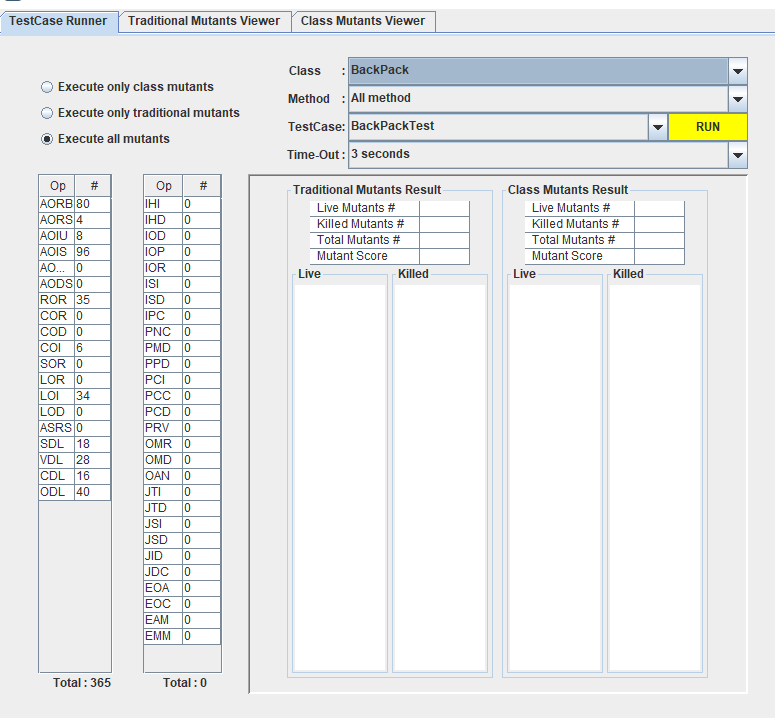 TestCase Runner Traditional Mutants Viewer Class Mutants Viewer
Execute only class mutants
Execute only traditional mutants
Execute all mutants
Class : BackPack
Method : All method
TestCase: BackPackTest RUN
Time-Out : 3 seconds
Op #
AORB 80
AORS 4
AOIU 8
AOIS 96
AO... 0
AODS 0
ROR 35
COR 0
COD 0
COI 6
SOR 0
LOR 0
LOI 34
LOD 0
ASRS 0
SDL 18
VDL 28
CDL 16
ODL 40
Total : 365
Op #
IHI 0
IHD 0
IOD 0
IOP 0
IOR 0
ISI 0
ISD 0
IPC 0
PNC 0
PMD 0
PPD 0
PCI 0
PCC 0
PCD 0
PRV 0
OMR 0
OMD 0
OAN 0
JTI 0
JTD 0
JSI 0
JSD 0
JID 0
JDC 0
EOA 0
EOC 0
EAM 0
EMM 0
Total : 0
Traditional Mutants Result
Live Mutants #
Killed Mutants #
Total Mutants #
Mutant Score
Live Killed
Class Mutants Result
Live Mutants #
Killed Mutants #
Total Mutants #
Mutant Score
Live Killed